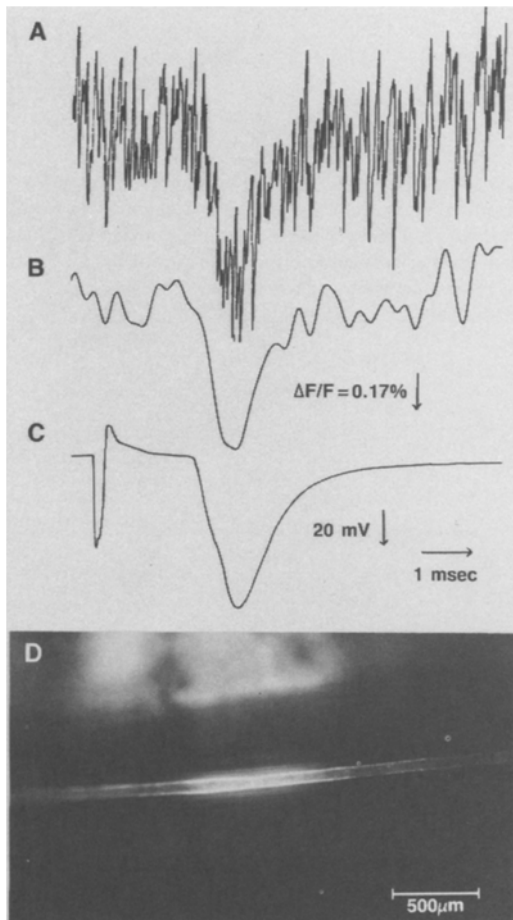 A
B
ΔF/F = 0.17%
C
20 mV
1 msec
D
500μm